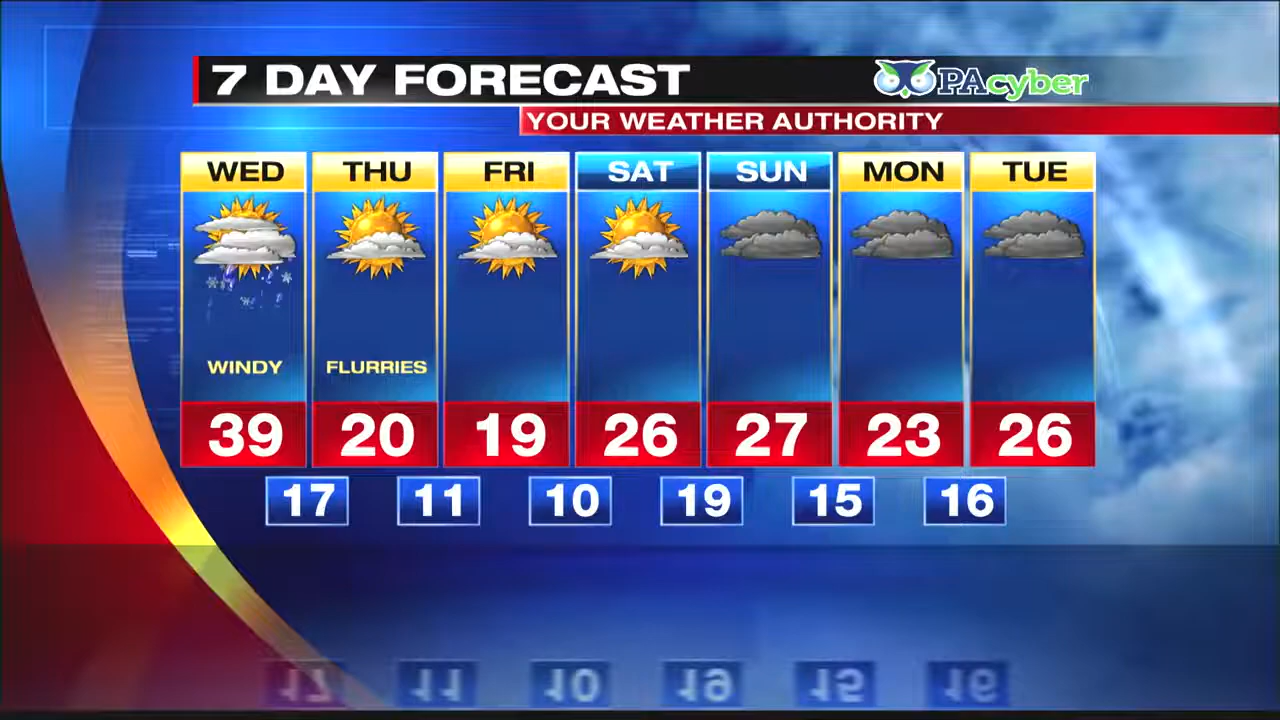 7 DAY FORECAST
PAcyber
YOUR WEATHER AUTHORITY
WED THU FRI SAT SUN MON TUE
WINDY FLURRIES
39 20 19 26 27 23 26
17 11 10 19 15 16